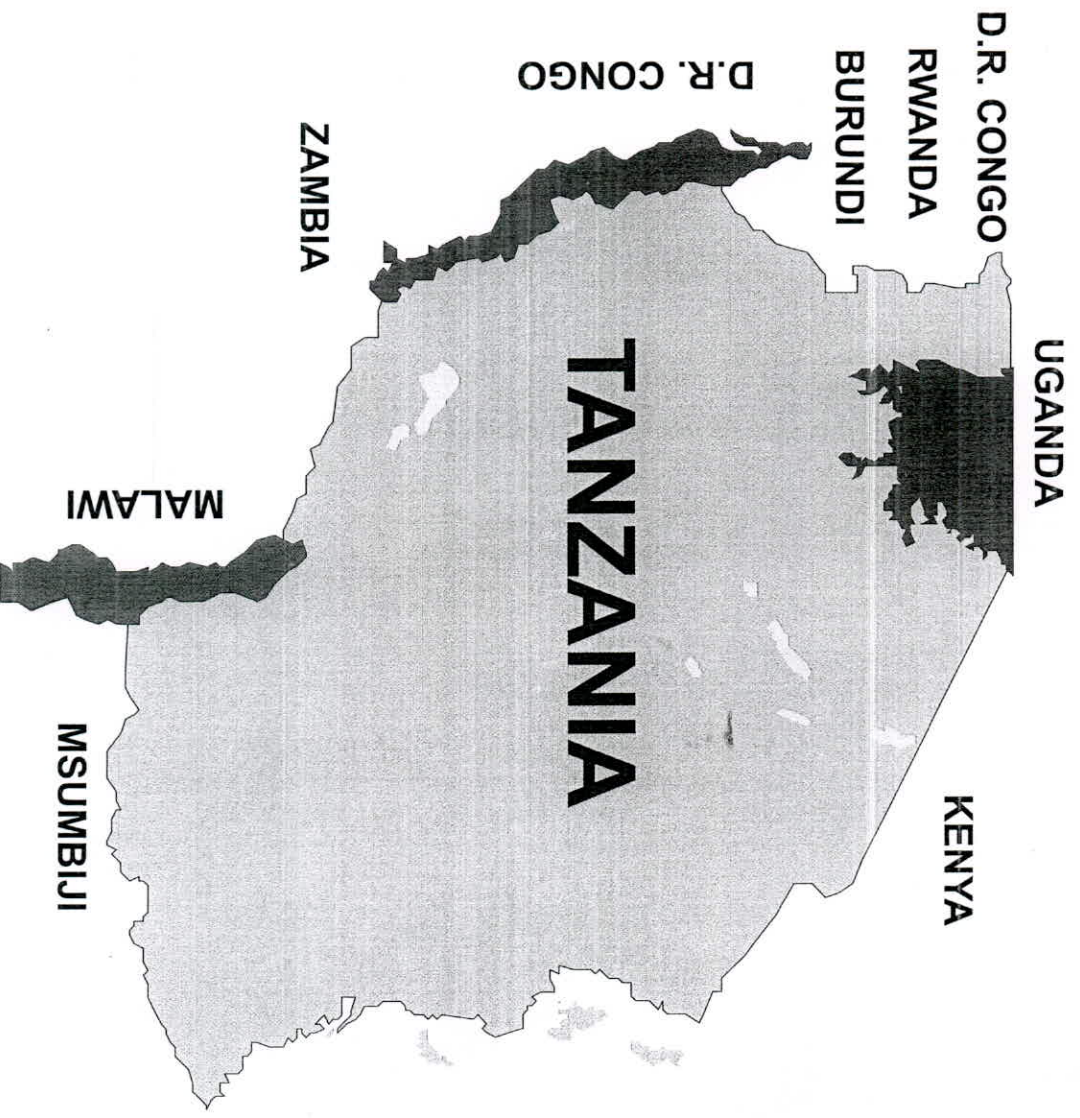 UGANDA
D.R. CONGO
RWANDA
BURUNDI
KENYA
D.R. CONGO
TANZANIA
ZAMBIA
MALAWI
MSUMBIJI